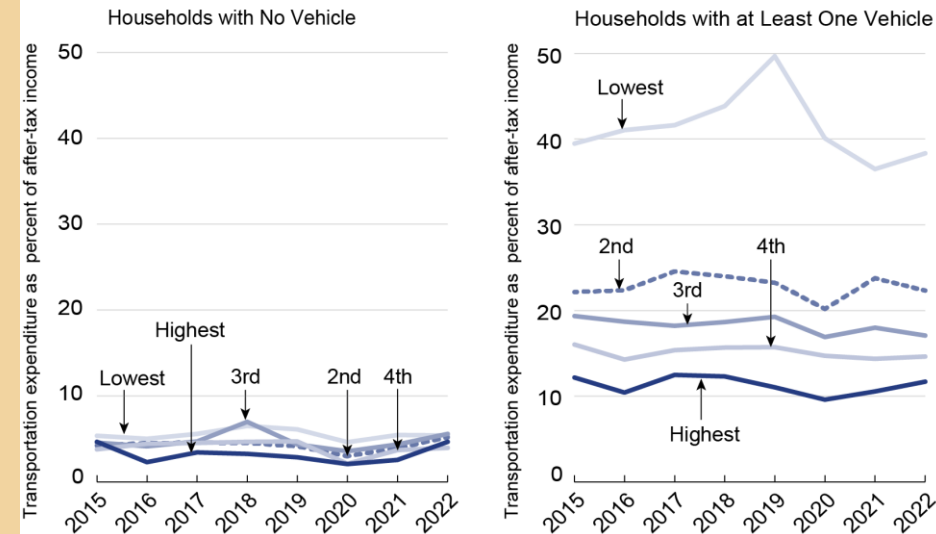 Households with No Vehicle
Transportation expenditure as percent of after-tax income
50
40
30
20
10
0
Highest
Lowest
3rd
2nd
4th
2015
2016
2017
2018
2019
2020
2021
2022
Households with at Least One Vehicle
Transportation expenditure as percent of after-tax income
50
40
30
20
10
0
Lowest
2nd
4th
3rd
Highest
2015
2016
2017
2018
2019
2020
2021
2022